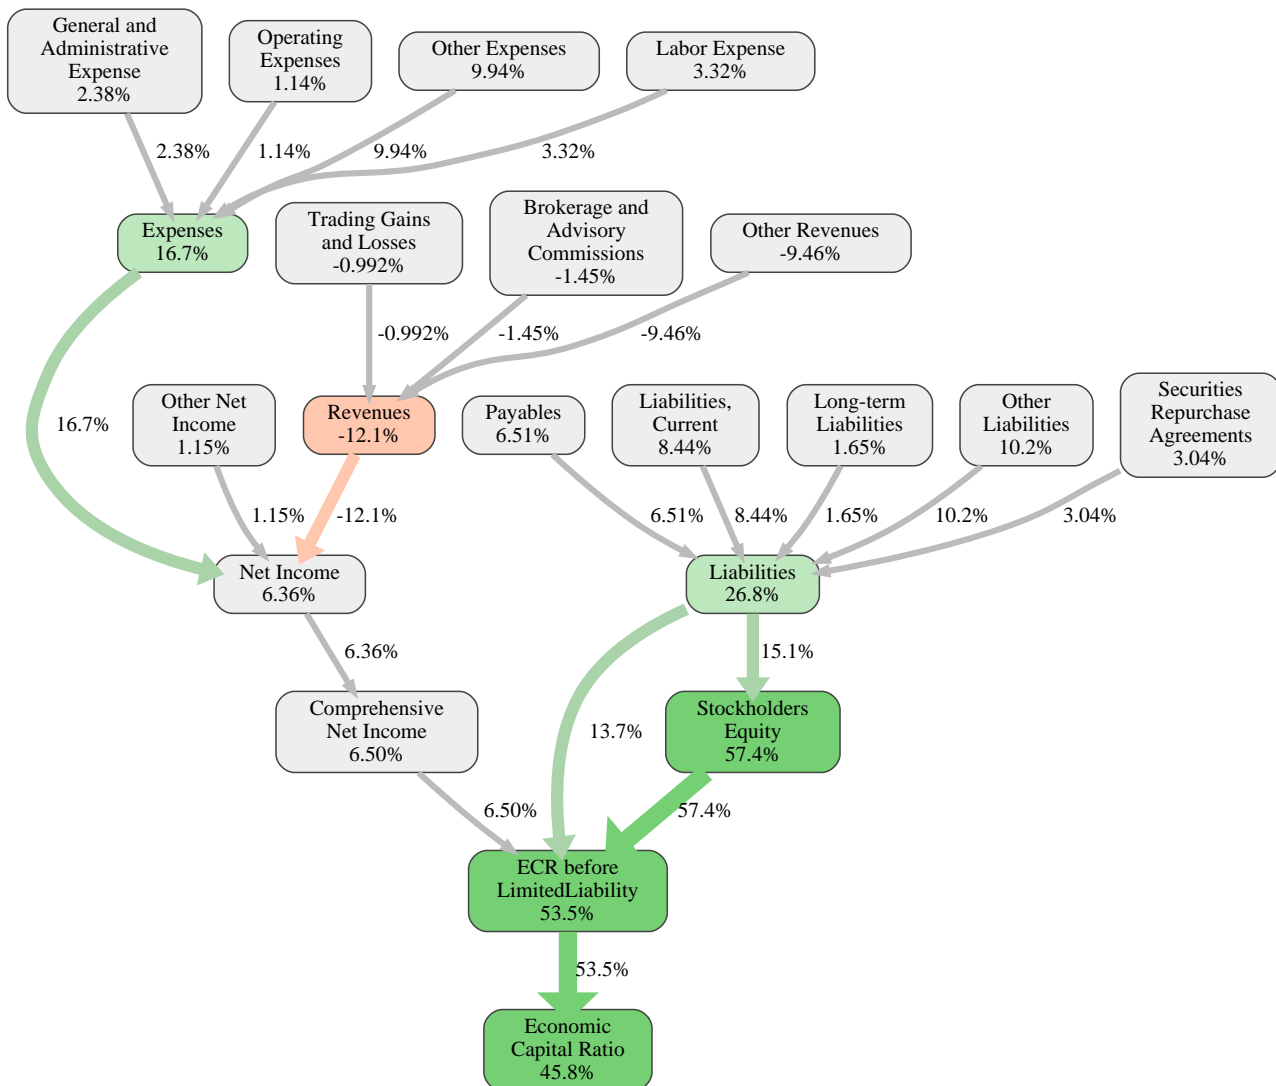 General and
Administrative
Expense
2.38%
Operating
Expenses
1.14%
Other Expenses
9.94%
Labor Expense
3.32%
2.38%
1.14%
9.94%
3.32%
Expenses
16.7%
Trading Gains
and Losses
-0.992%
Brokerage and
Advisory
Commissions
-1.45%
Other Revenues
-9.46%
-0.992%
-1.45%
-9.46%
16.7%
Other Net
Income
1.15%
Revenues
-12.1%
Payables
6.51%
Liabilities,
Current
8.44%
Long-term
Liabilities
1.65%
Other
Liabilities
10.2%
Securities
Repurchase
Agreements
3.04%
1.15%
-12.1%
6.51%
8.44%
1.65%
10.2%
3.04%
Net Income
6.36%
Liabilities
26.8%
6.36%
15.1%
Comprehensive
Net Income
6.50%
13.7%
Stockholders
Equity
57.4%
6.50%
57.4%
ECR before
LimitedLiability
53.5%
53.5%
Economic
Capital Ratio
45.8%